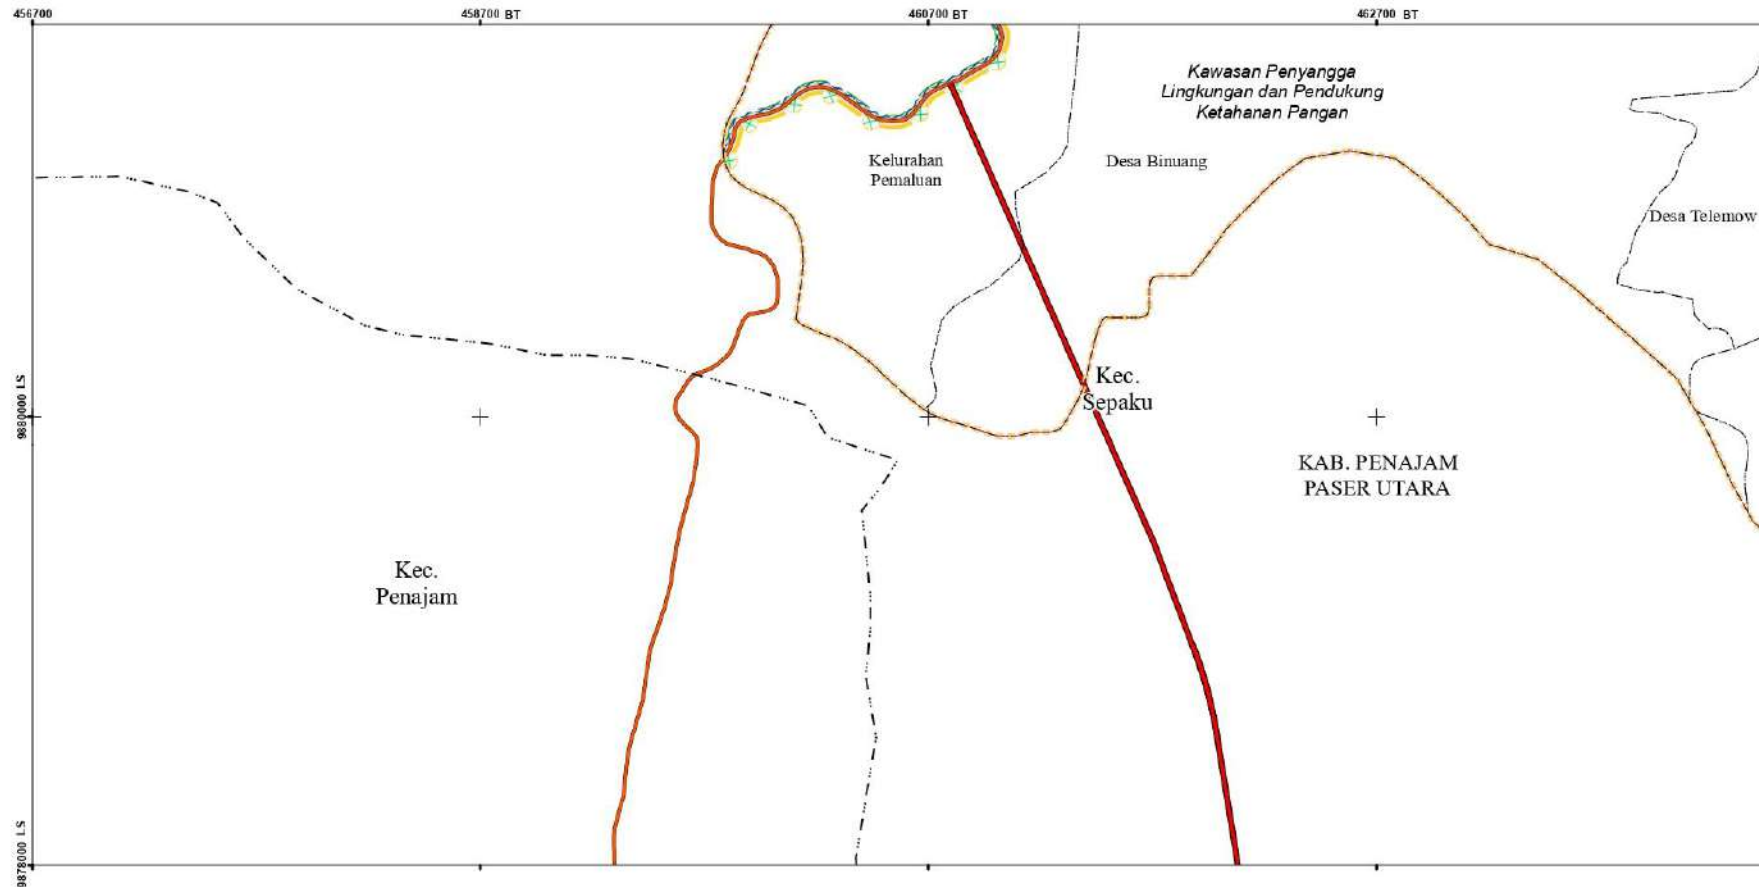 456700
458700 BT
460700 BT
462700 BT
Kawasan Penyangga
Lingkungan dan Pendukung
Ketahanan Pangan
Kelurahan
Pemaluan
Desa Binuang
Desa Telemow
Kec.
Sepaku
9880000 LS
KAB. PENAJAM
PASER UTARA
Kec.
Penajam
9878000 LS